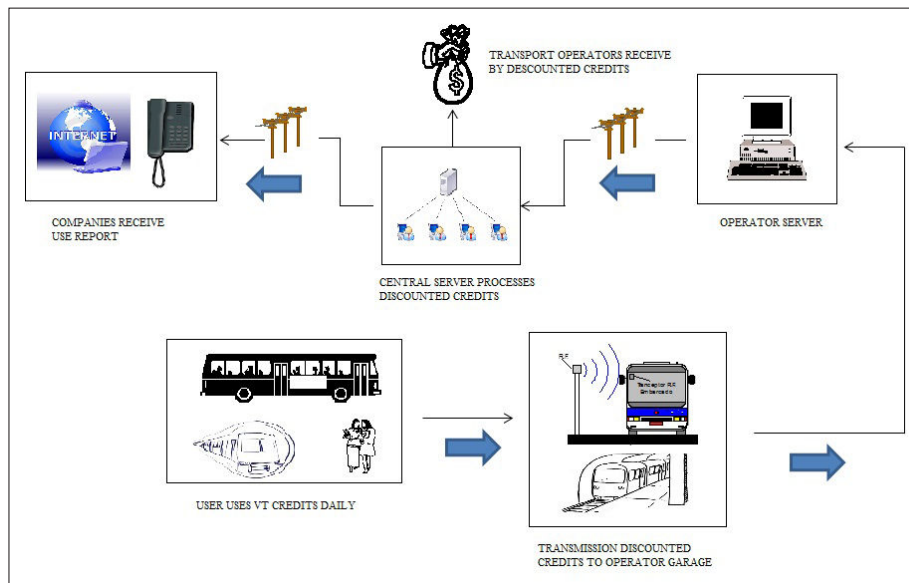 TRANSPORT OPERATORS RECEIVE
BY DESCOUNTED CREDITS
INTERNET
$
COMPANIES RECEIVE
USE REPORT
OPERATOR SERVER
CENTRAL SERVER PROCESSES
DISCOUNTED CREDITS
Embarcado
USER USES VT CREDITS DAILY
TRANSMISSION DISCOUNTED
CREDITS TO OPERATOR GARAGE